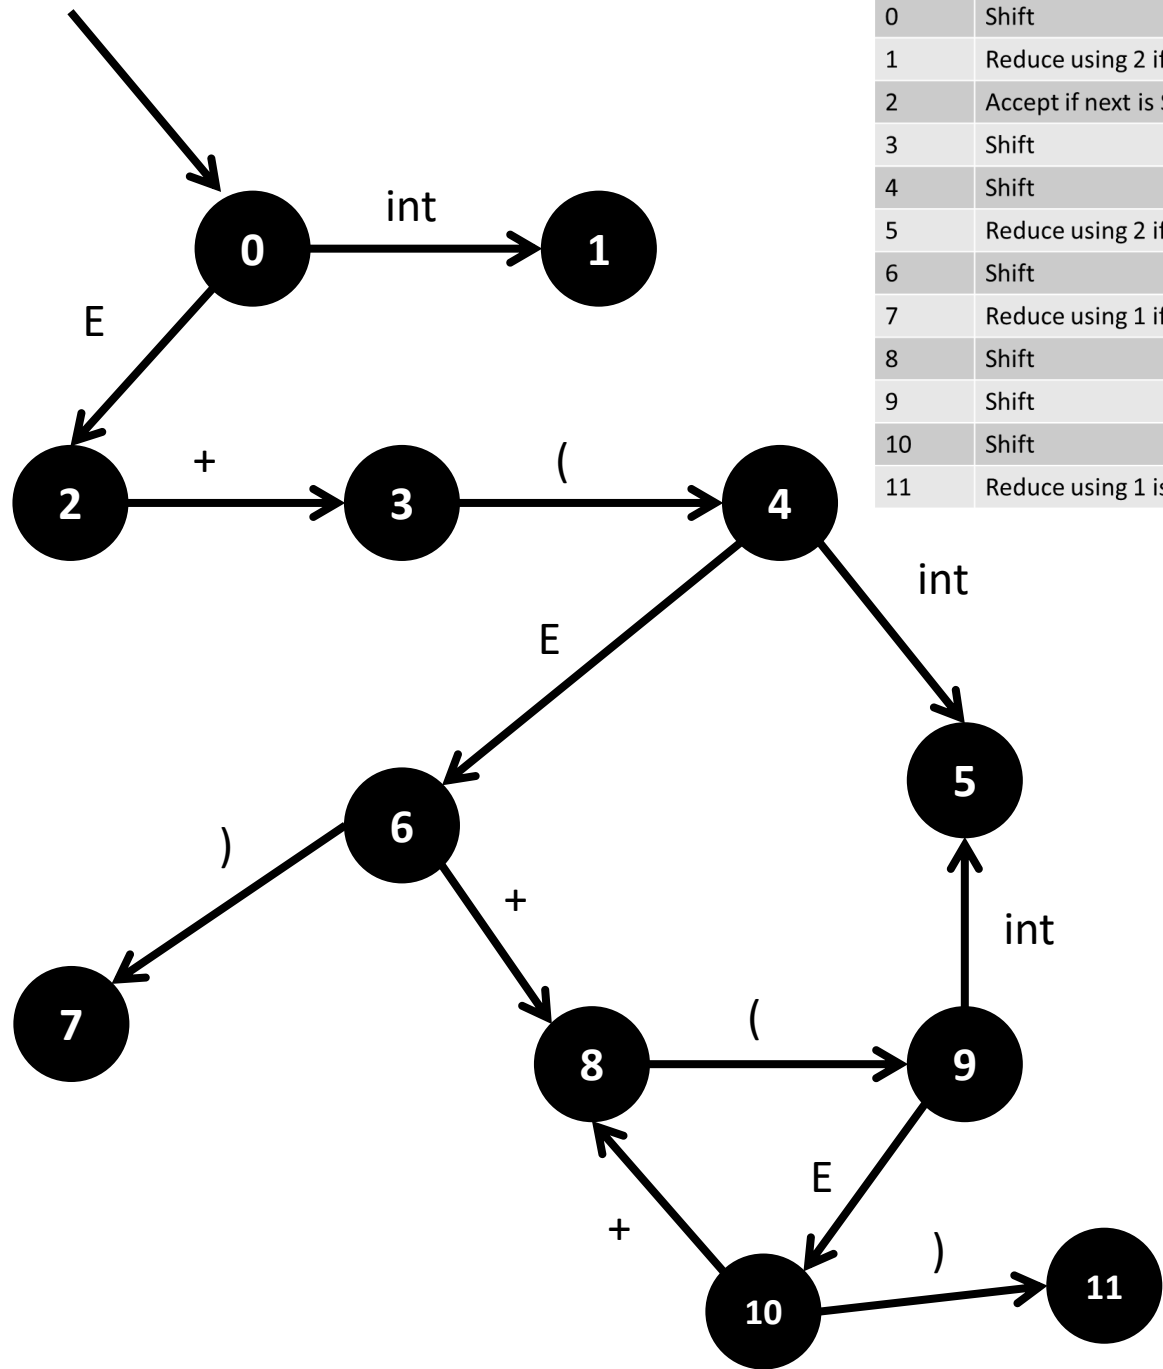 0 Shift
1 Reduce using 2 if
2 Accept if next is
3 Shift
4 Shift
5 Reduce using 2 if
6 Shift
7 Reduce using 1 if
8 Shift
9 Shift
10 Shift
11 Reduce using 1 is
int
0
1
E
+
(
2
3
4
int
E
5
6
)
+
int
7
(
8
9
E
+
)
10
11